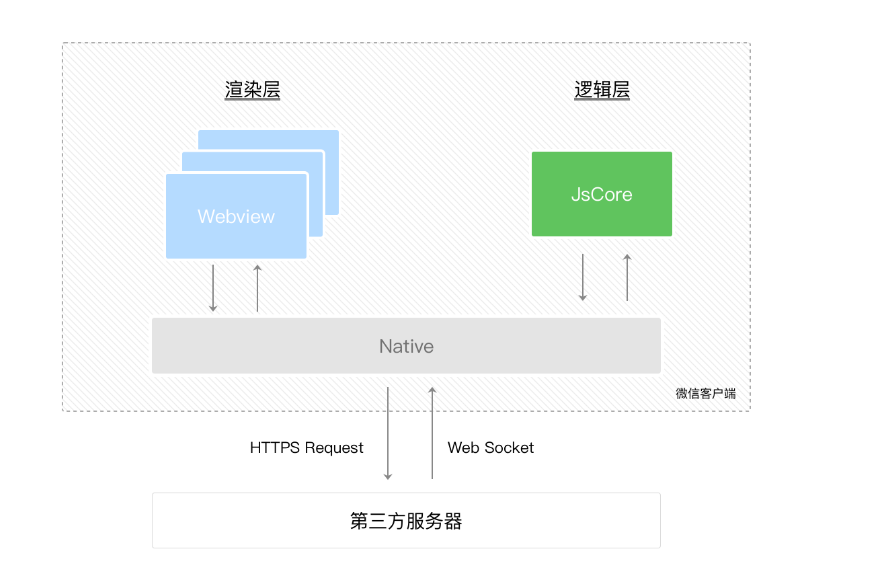 渲染层
逻辑层
Webview
JsCore
Native
微信客户端
HTTPS Request
Web Socket
第三方服务器